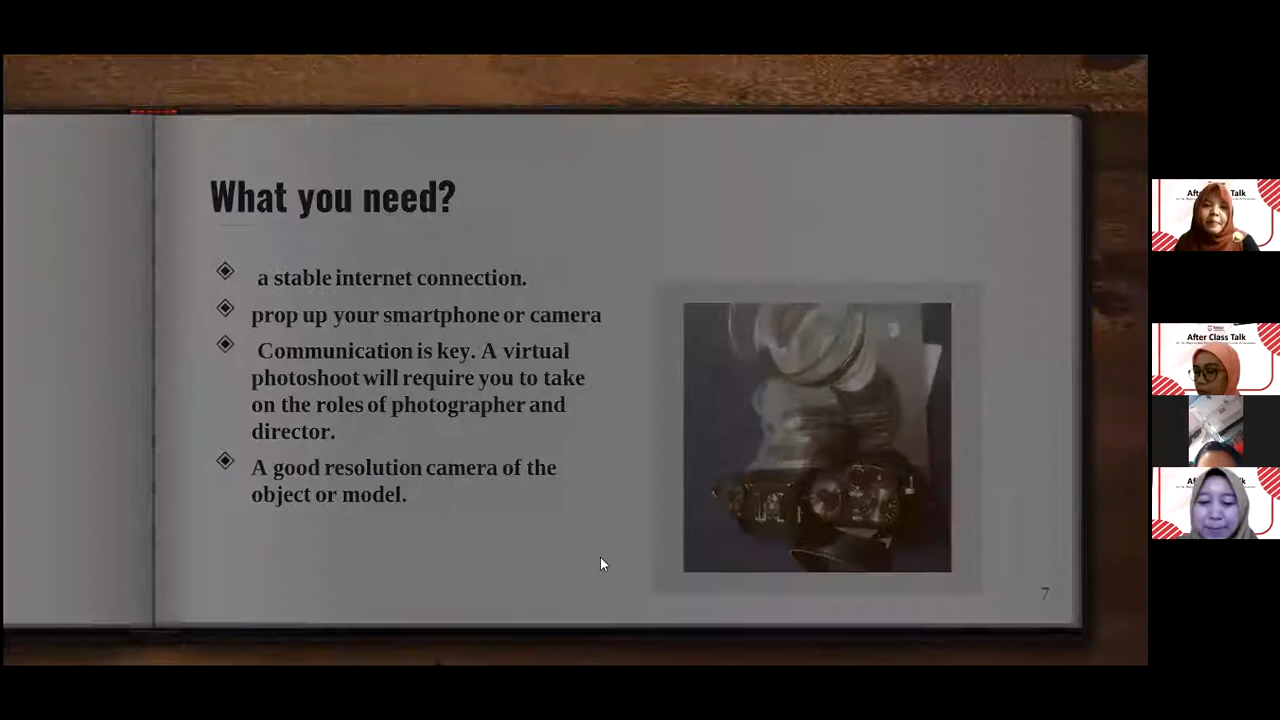 What you need?
a stable internet connection.
prop up your smartphone or camera
Communication is key. A virtual
photoshoot will require you to take
on the roles of photographer and
director.
A good resolution camera of the
object or model.
7
Talk
After Class Talk